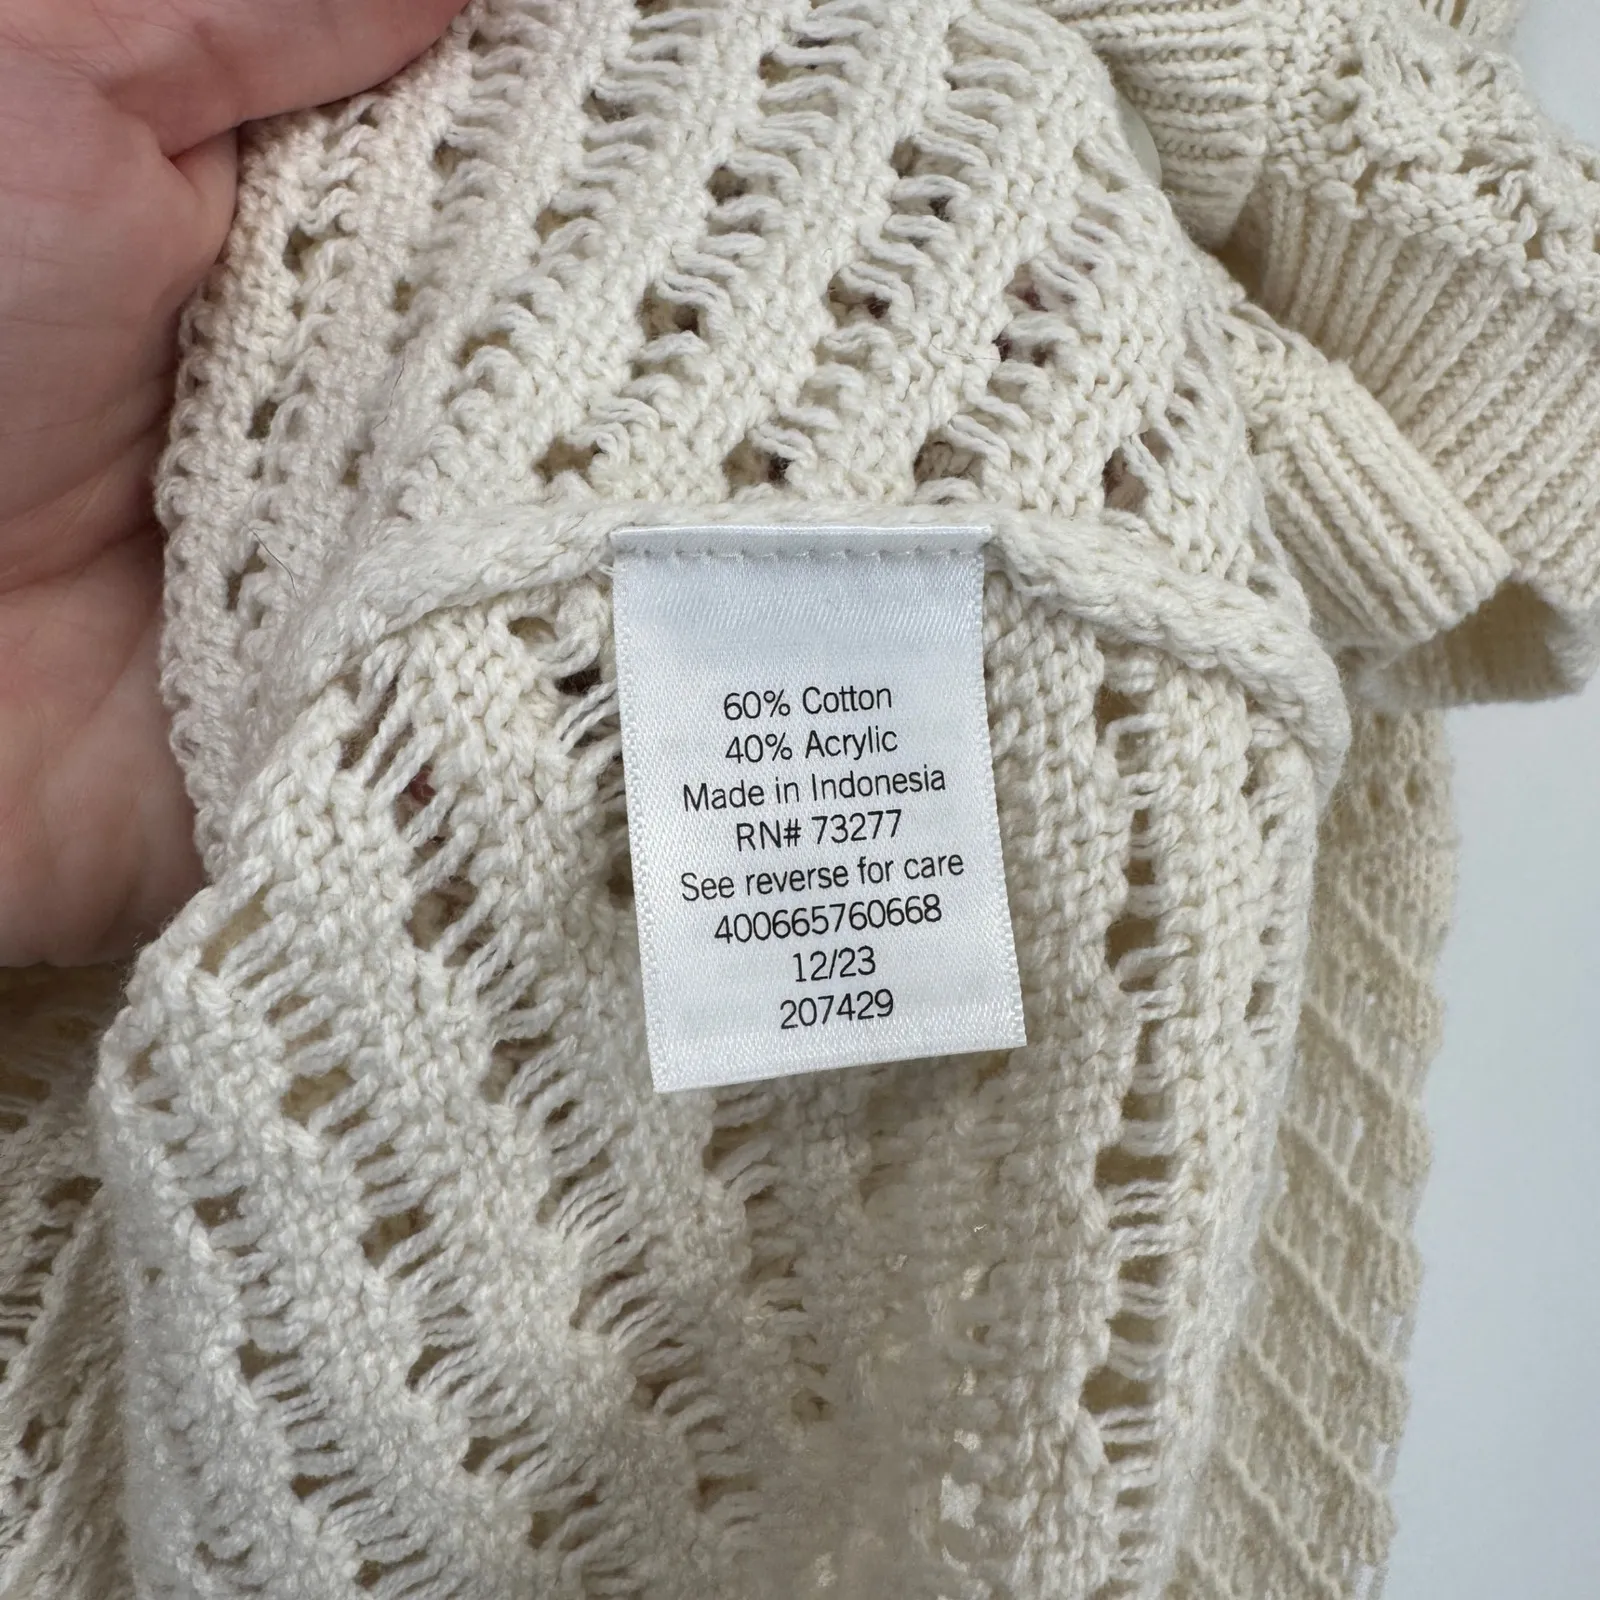 60% Cotton
40% Acrylic
Made in Indonesia
RN# 73277
See reverse for care
400665760668
12/23
207429